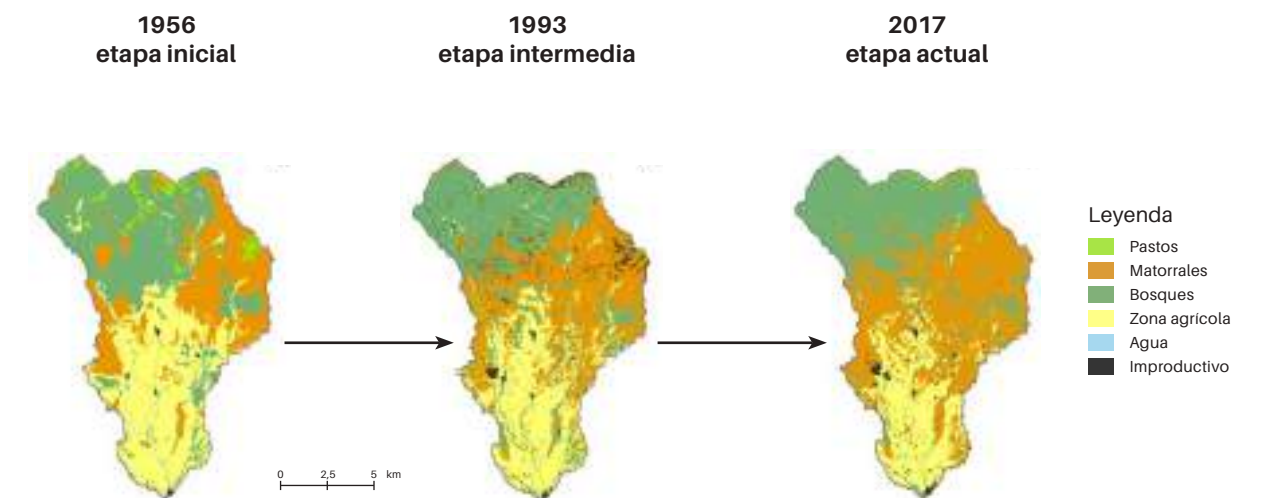 1956
etapa inicial
1993
etapa intermedia
2017
etapa actual
Leyenda
Pastos
Matorrales
Bosques
Zona agrícola
Agua
Improductivo
0 2,5 5 km